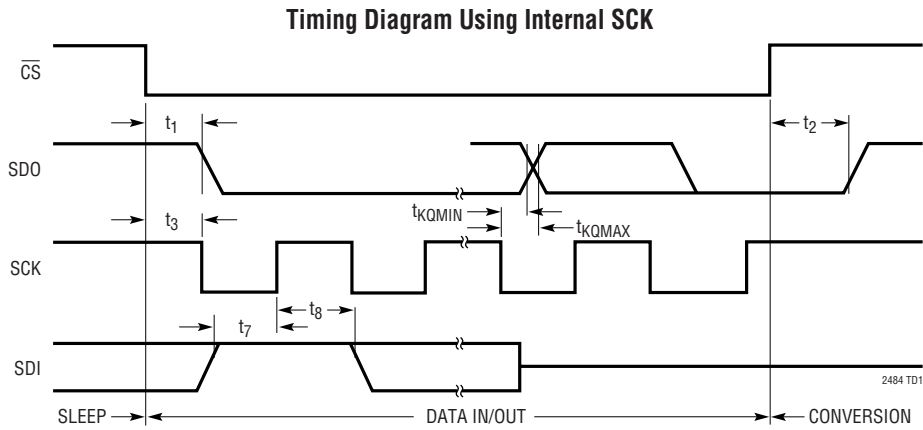 Timing Diagram Using Internal SCK
CS
t1
t2
SDO
tKQMIN
t3
tKQMAX
SCK
t8
t7
SDI
2484 TD1
SLEEP
DATA IN/OUT
CONVERSION